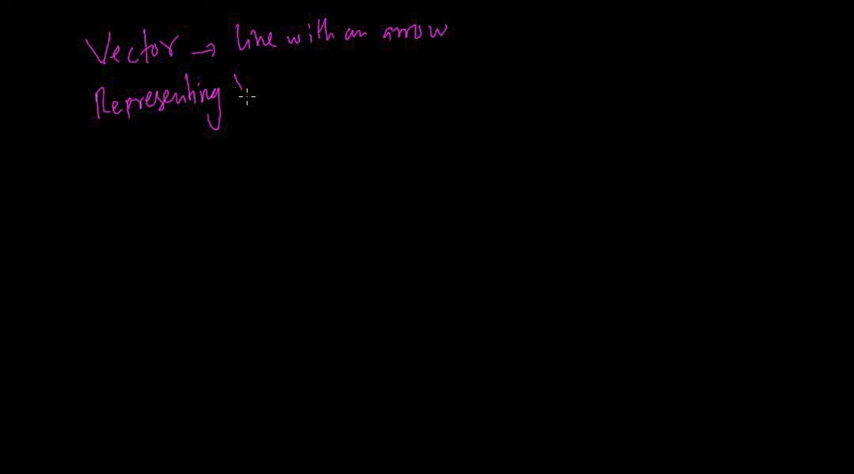 Vector → Line with an arrow
Representing